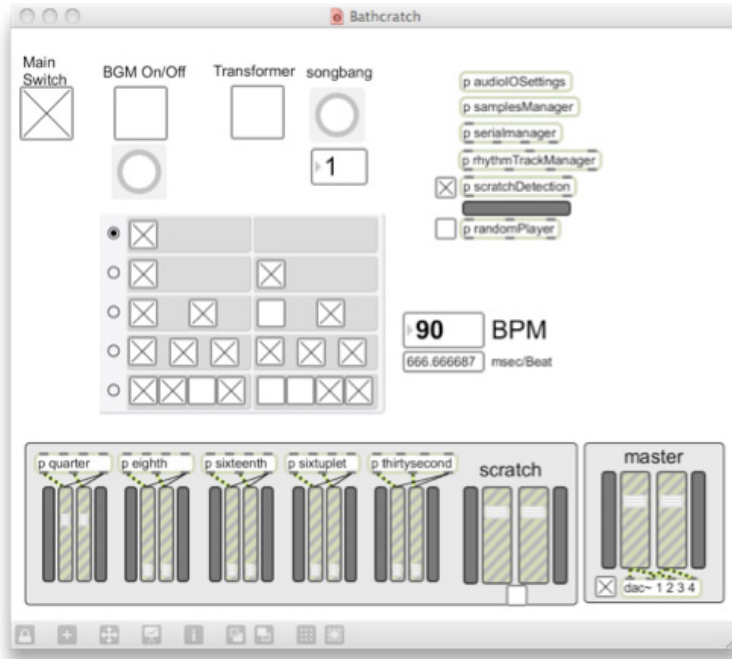 Bathcratch
Main
Switch
BGM On/Off
Transformer
songbang
1
p audioIOSettings
p samplesManager
p serialmanager
p rhythmTrackManager
p scratchDetection
p randomPlayer
90
BPM
666.666687
msec/Beat
p quarter
p eighth
p sixteenth
p sixtuplet
p thirtysecond
scratch
master
dac~ 1 2 3 4